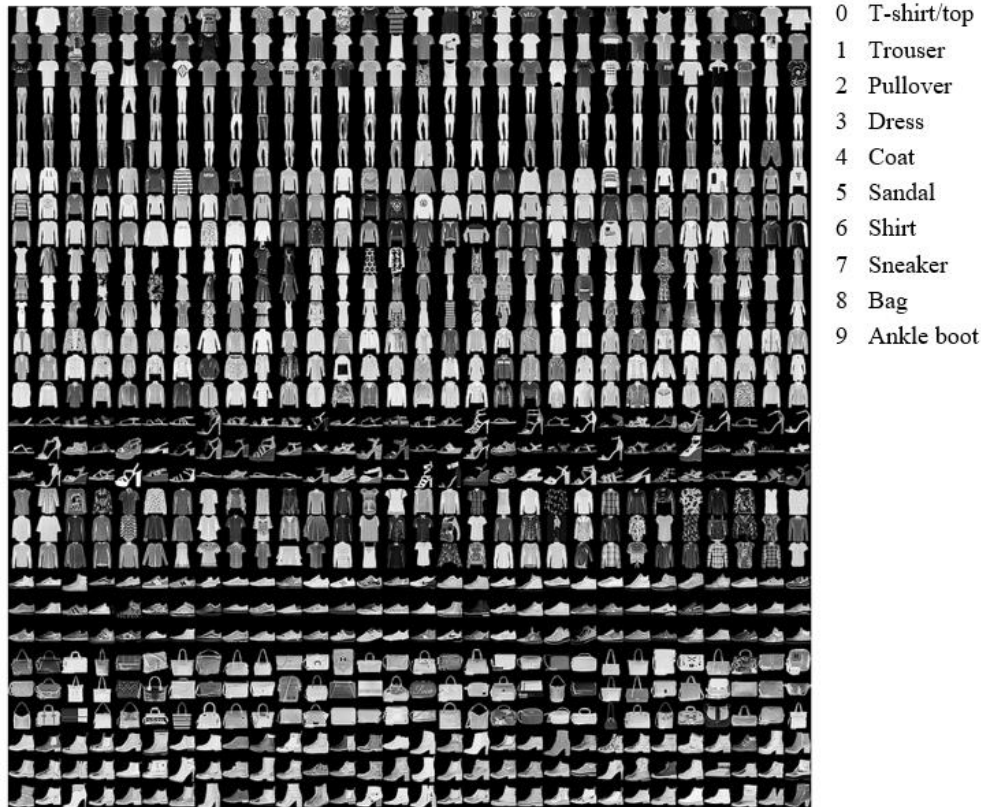 0 T-shirt/top
1 Trouser
2 Pullover
3 Dress
4 Coat
5 Sandal
6 Shirt
7 Sneaker
8 Bag
9 Ankle boot